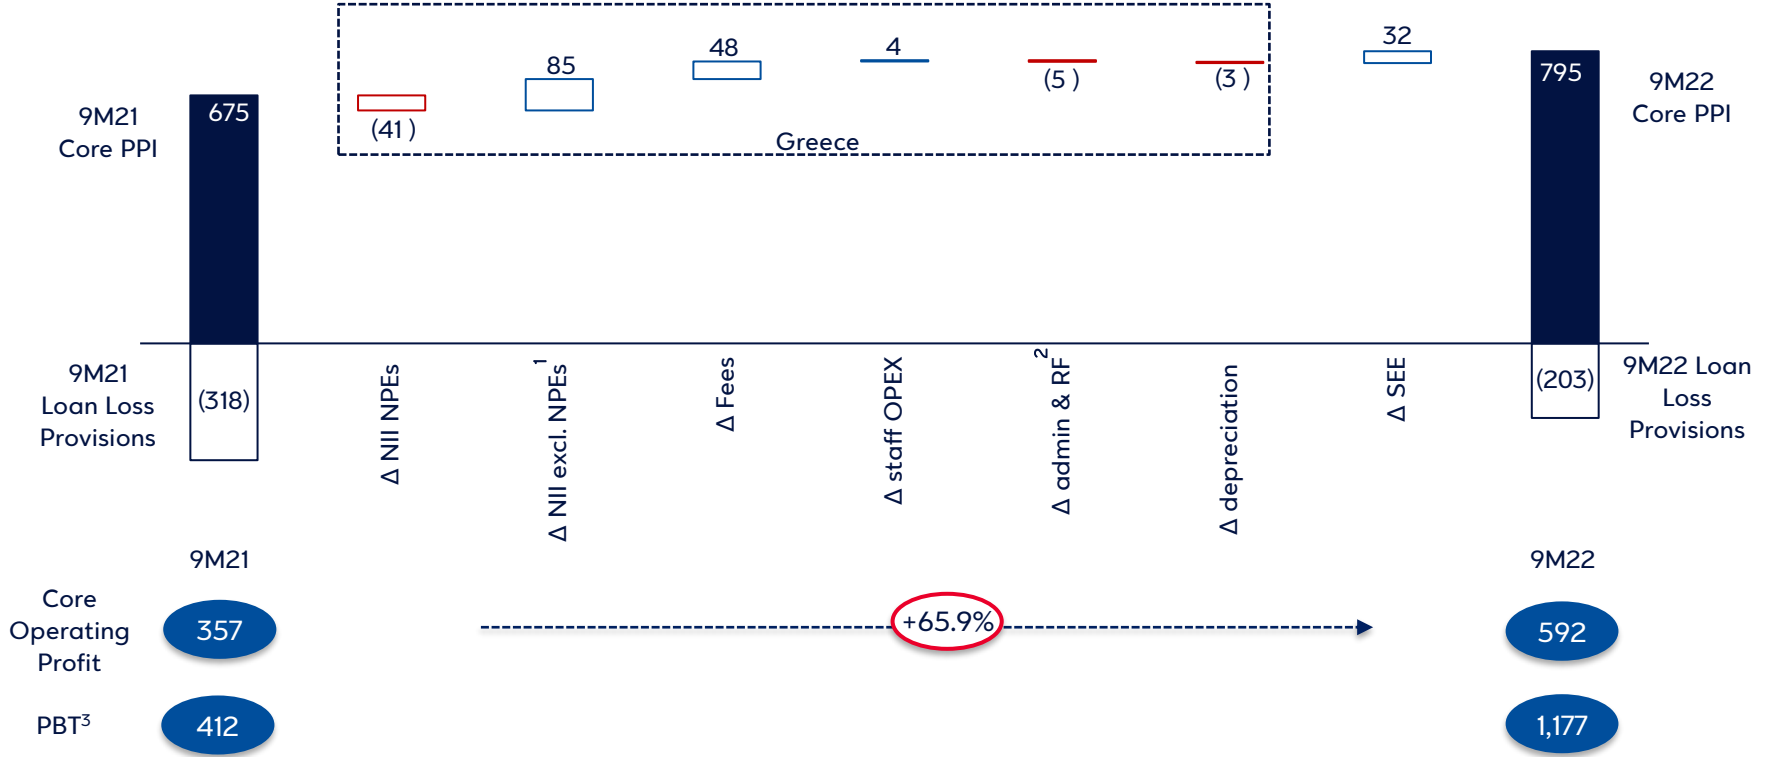 48
4
32
85
675
795
9M21
Core PPI
9M22
Core PPI
(41 )
(5 )
(3 )
Greece
9M21
Loan Loss
Provisions
(318)
Δ NII NPEs
Δ NII excl. NPEs1
Δ Fees
Δ staff OPEX
Δ admin & RF2
Δ depreciation
Δ SEE
(203)
9M22 Loan
Loss
Provisions
9M21
9M22
Core
Operating
Profit
357
+65.9%
592
PBT3
412
1,177